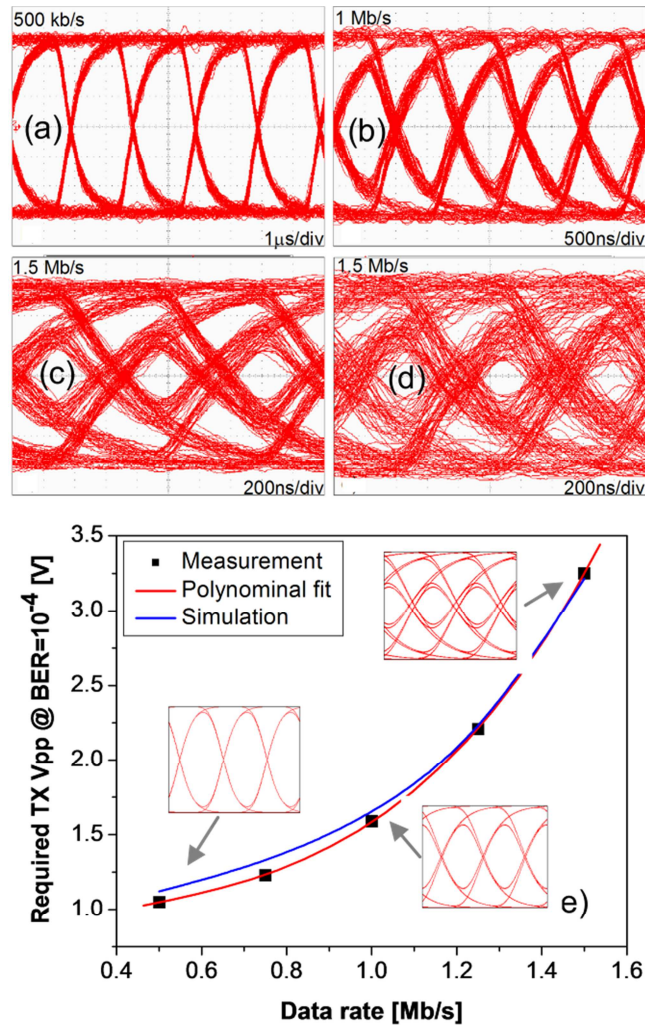 500 kb/s
(a)
1µs/div
1 Mb/s
(b)
500ns/div
1.5 Mb/s
(c)
200ns/div
1.5 Mb/s
(d)
200ns/div
Required TX Vpp @ BER=10⁻⁴ [V]
3.5
3.0
2.5
2.0
1.5
1.0
Measurement
Polynominal fit
Simulation
e)
0.4 0.6 0.8 1.0 1.2 1.4 1.6
Data rate [Mb/s]